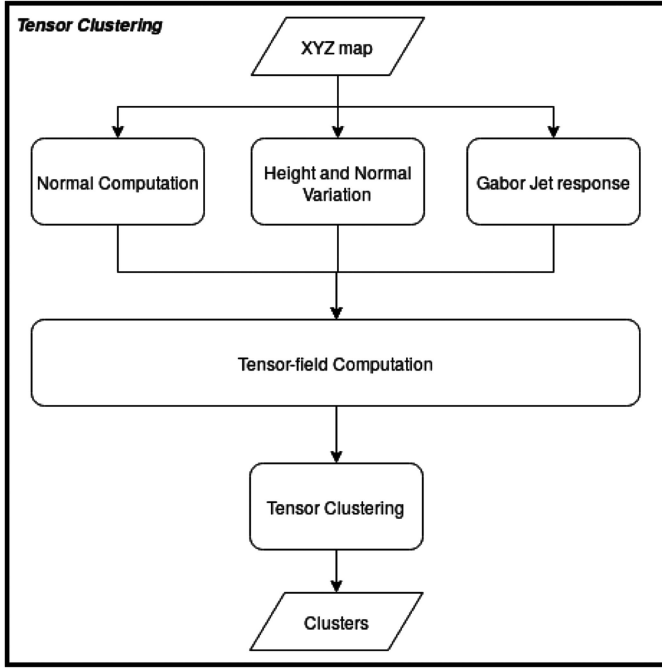 Tensor Clustering
XYZ map
Normal Computation
Height and Normal
Variation
Gabor Jet response
Tensor-field Computation
Tensor Clustering
Clusters